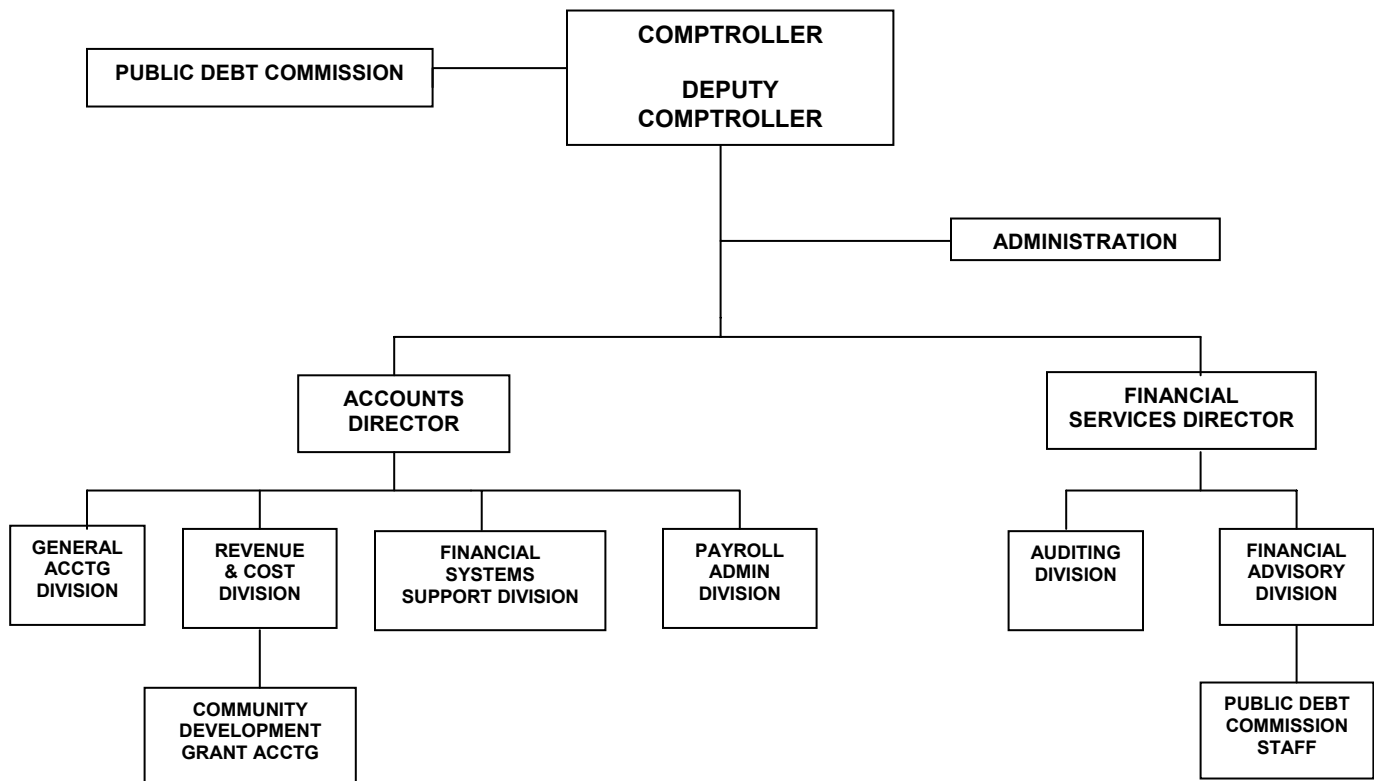 COMPTROLLER
DEPUTY
COMPTROLLER
PUBLIC DEBT COMMISSION
ADMINISTRATION
ACCOUNTS
DIRECTOR
FINANCIAL
SERVICES DIRECTOR
GENERAL
ACCTG
DIVISION
REVENUE
& COST
DIVISION
FINANCIAL
SYSTEMS
SUPPORT DIVISION
PAYROLL
ADMIN
DIVISION
AUDITING
DIVISION
FINANCIAL
ADVISORY
DIVISION
COMMUNITY
DEVELOPMENT
GRANT ACCTG
PUBLIC DEBT
COMMISSION
STAFF